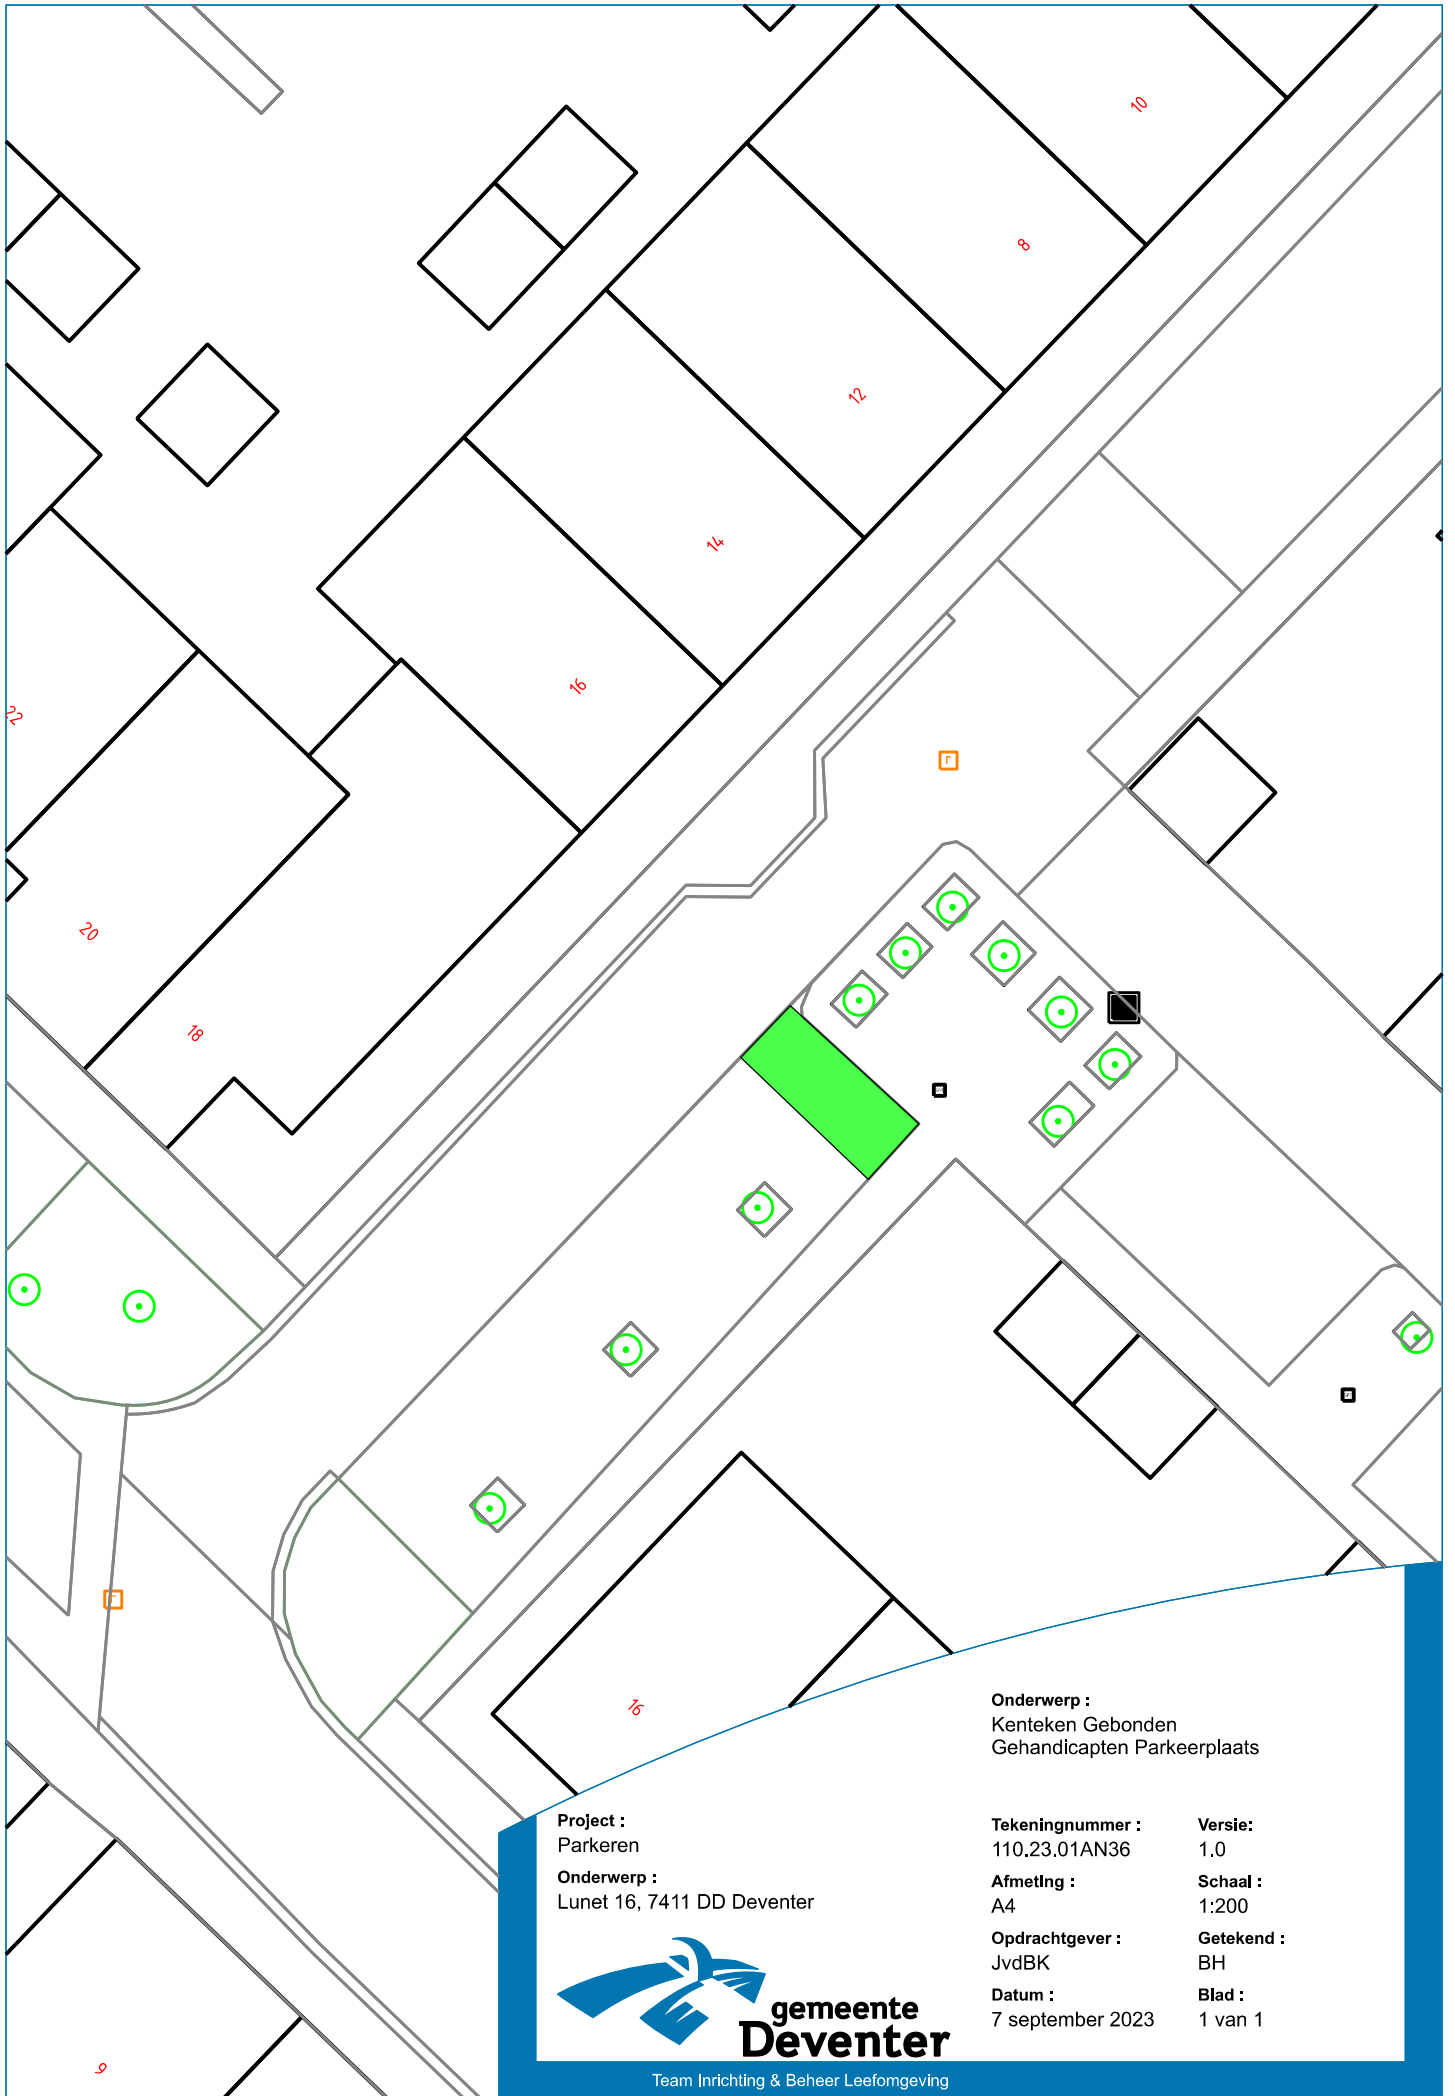 10
8
12
14
16
22
20
18
16
9
Onderwerp :
Kenteken Gebonden
Gehandicapten Parkeerplaats
Project :
Parkeren
Onderwerp :
Lunet 16, 7411 DD Deventer
Tekeningnummer : Versie:
110.23.01AN36 1.0
Afmeting : Schaal :
A4 1:200
Opdrachtgever : Getekend :
JvdBK BH
Datum : Blad :
7 september 2023 1 van 1
gemeente
Deventer
Team Inrichting & Beheer Leefomgeving